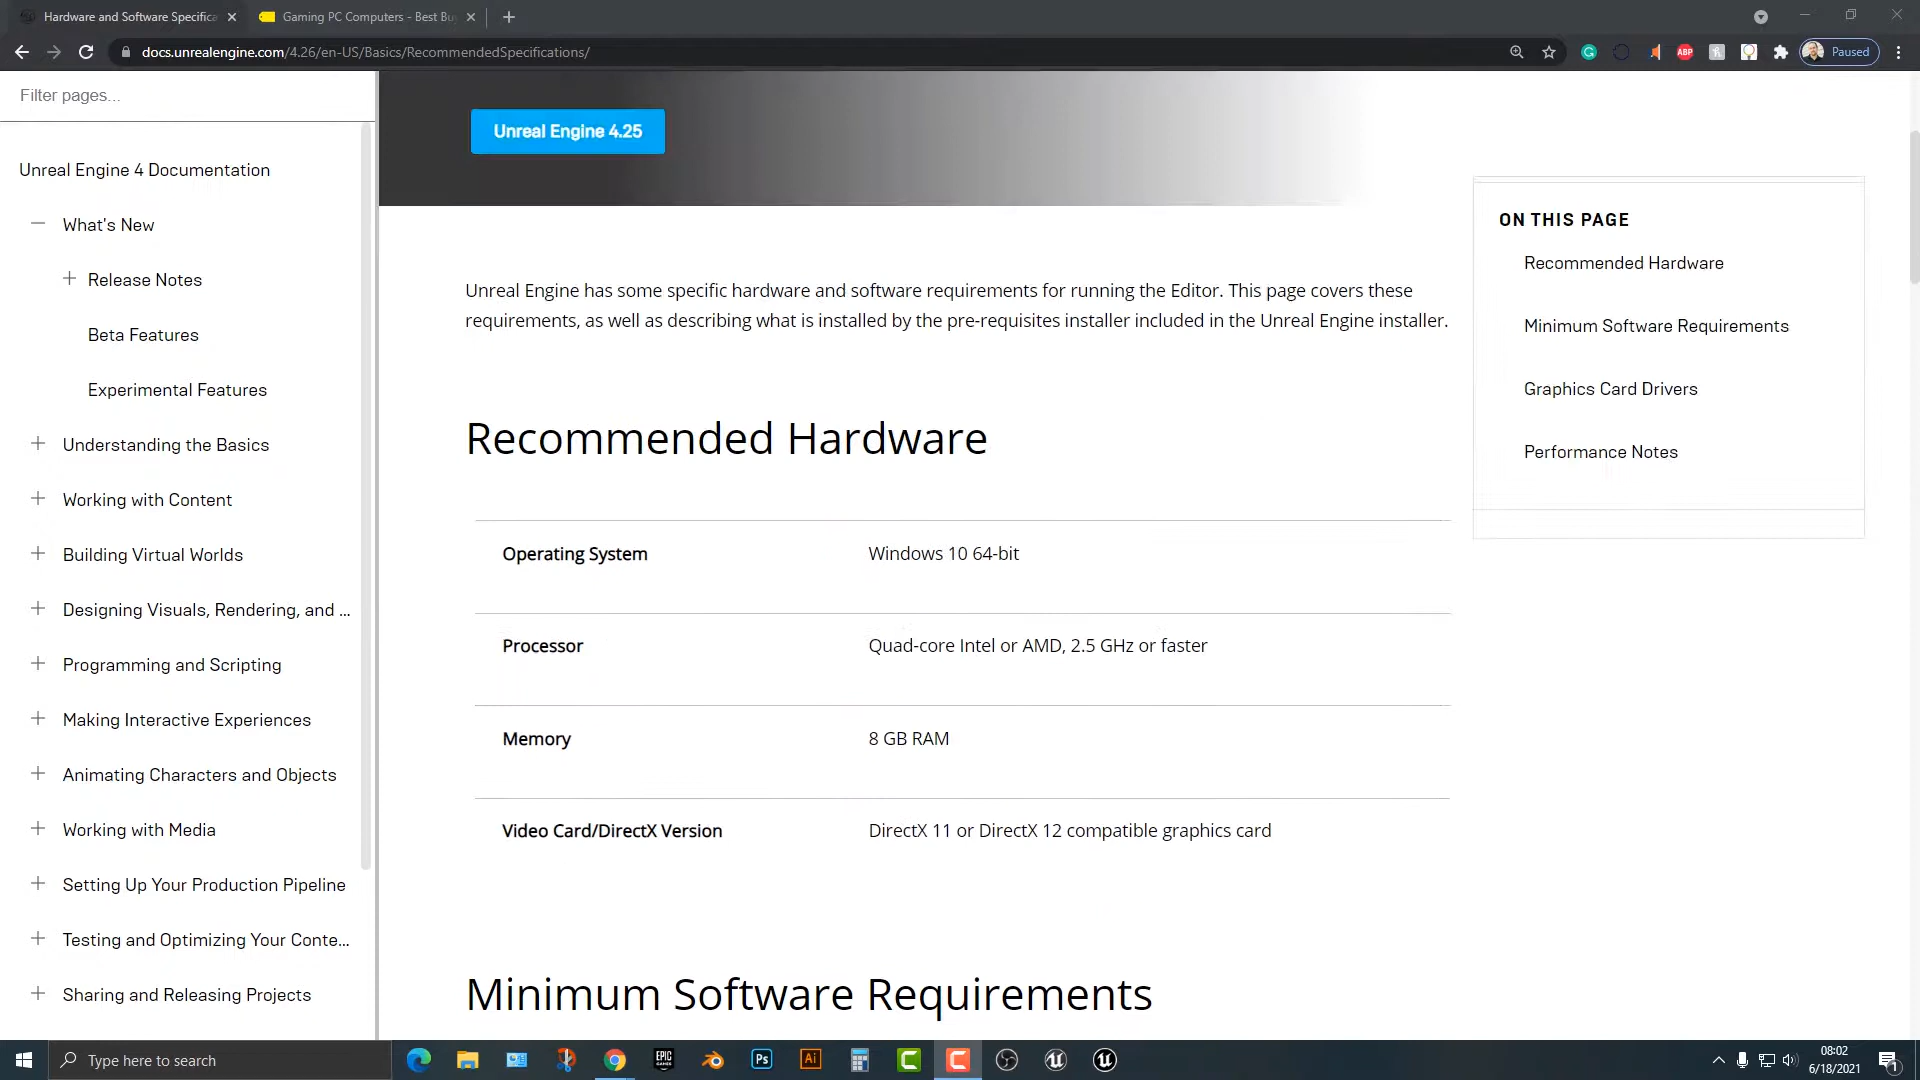 Hardware and Software Specifica
Gaming PC Computers - Best Bu
docs.unrealengine.com/4.26/en-US/Basics/RecommendedSpecifications/
ABP
Paused
Filter pages...
Unreal Engine 4 Documentation
What's New
Release Notes
Beta Features
Experimental Features
Understanding the Basics
Working with Content
Building Virtual Worlds
Designing Visuals, Rendering, and ...
Programming and Scripting
Making Interactive Experiences
Animating Characters and Objects
Working with Media
Setting Up Your Production Pipeline
Testing and Optimizing Your Conte...
Sharing and Releasing Projects
Unreal Engine 4.25
Unreal Engine has some specific hardware and software requirements for running the Editor. This page covers these
requirements, as well as describing what is installed by the pre-requisites installer included in the Unreal Engine installer.
Recommended Hardware
Operating System Windows 10 64-bit
Processor Quad-core Intel or AMD, 2.5 GHz or faster
Memory 8 GB RAM
Video Card/DirectX Version DirectX 11 or DirectX 12 compatible graphics card
Minimum Software Requirements
ON THIS PAGE
Recommended Hardware
Minimum Software Requirements
Graphics Card Drivers
Performance Notes
Type here to search
EPIC
GAMES
Ps
Ai
08:02
6/18/2021
1